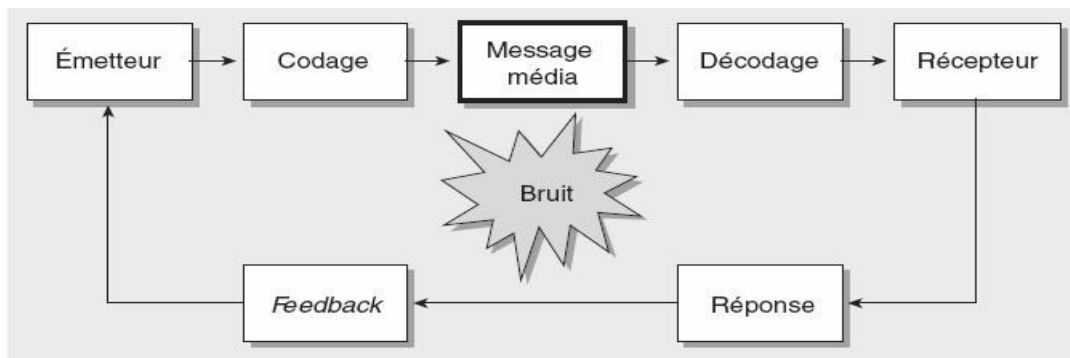 Émetteur
Codage
Message
média
Décodage
Récepteur
Bruit
Feedback
Réponse